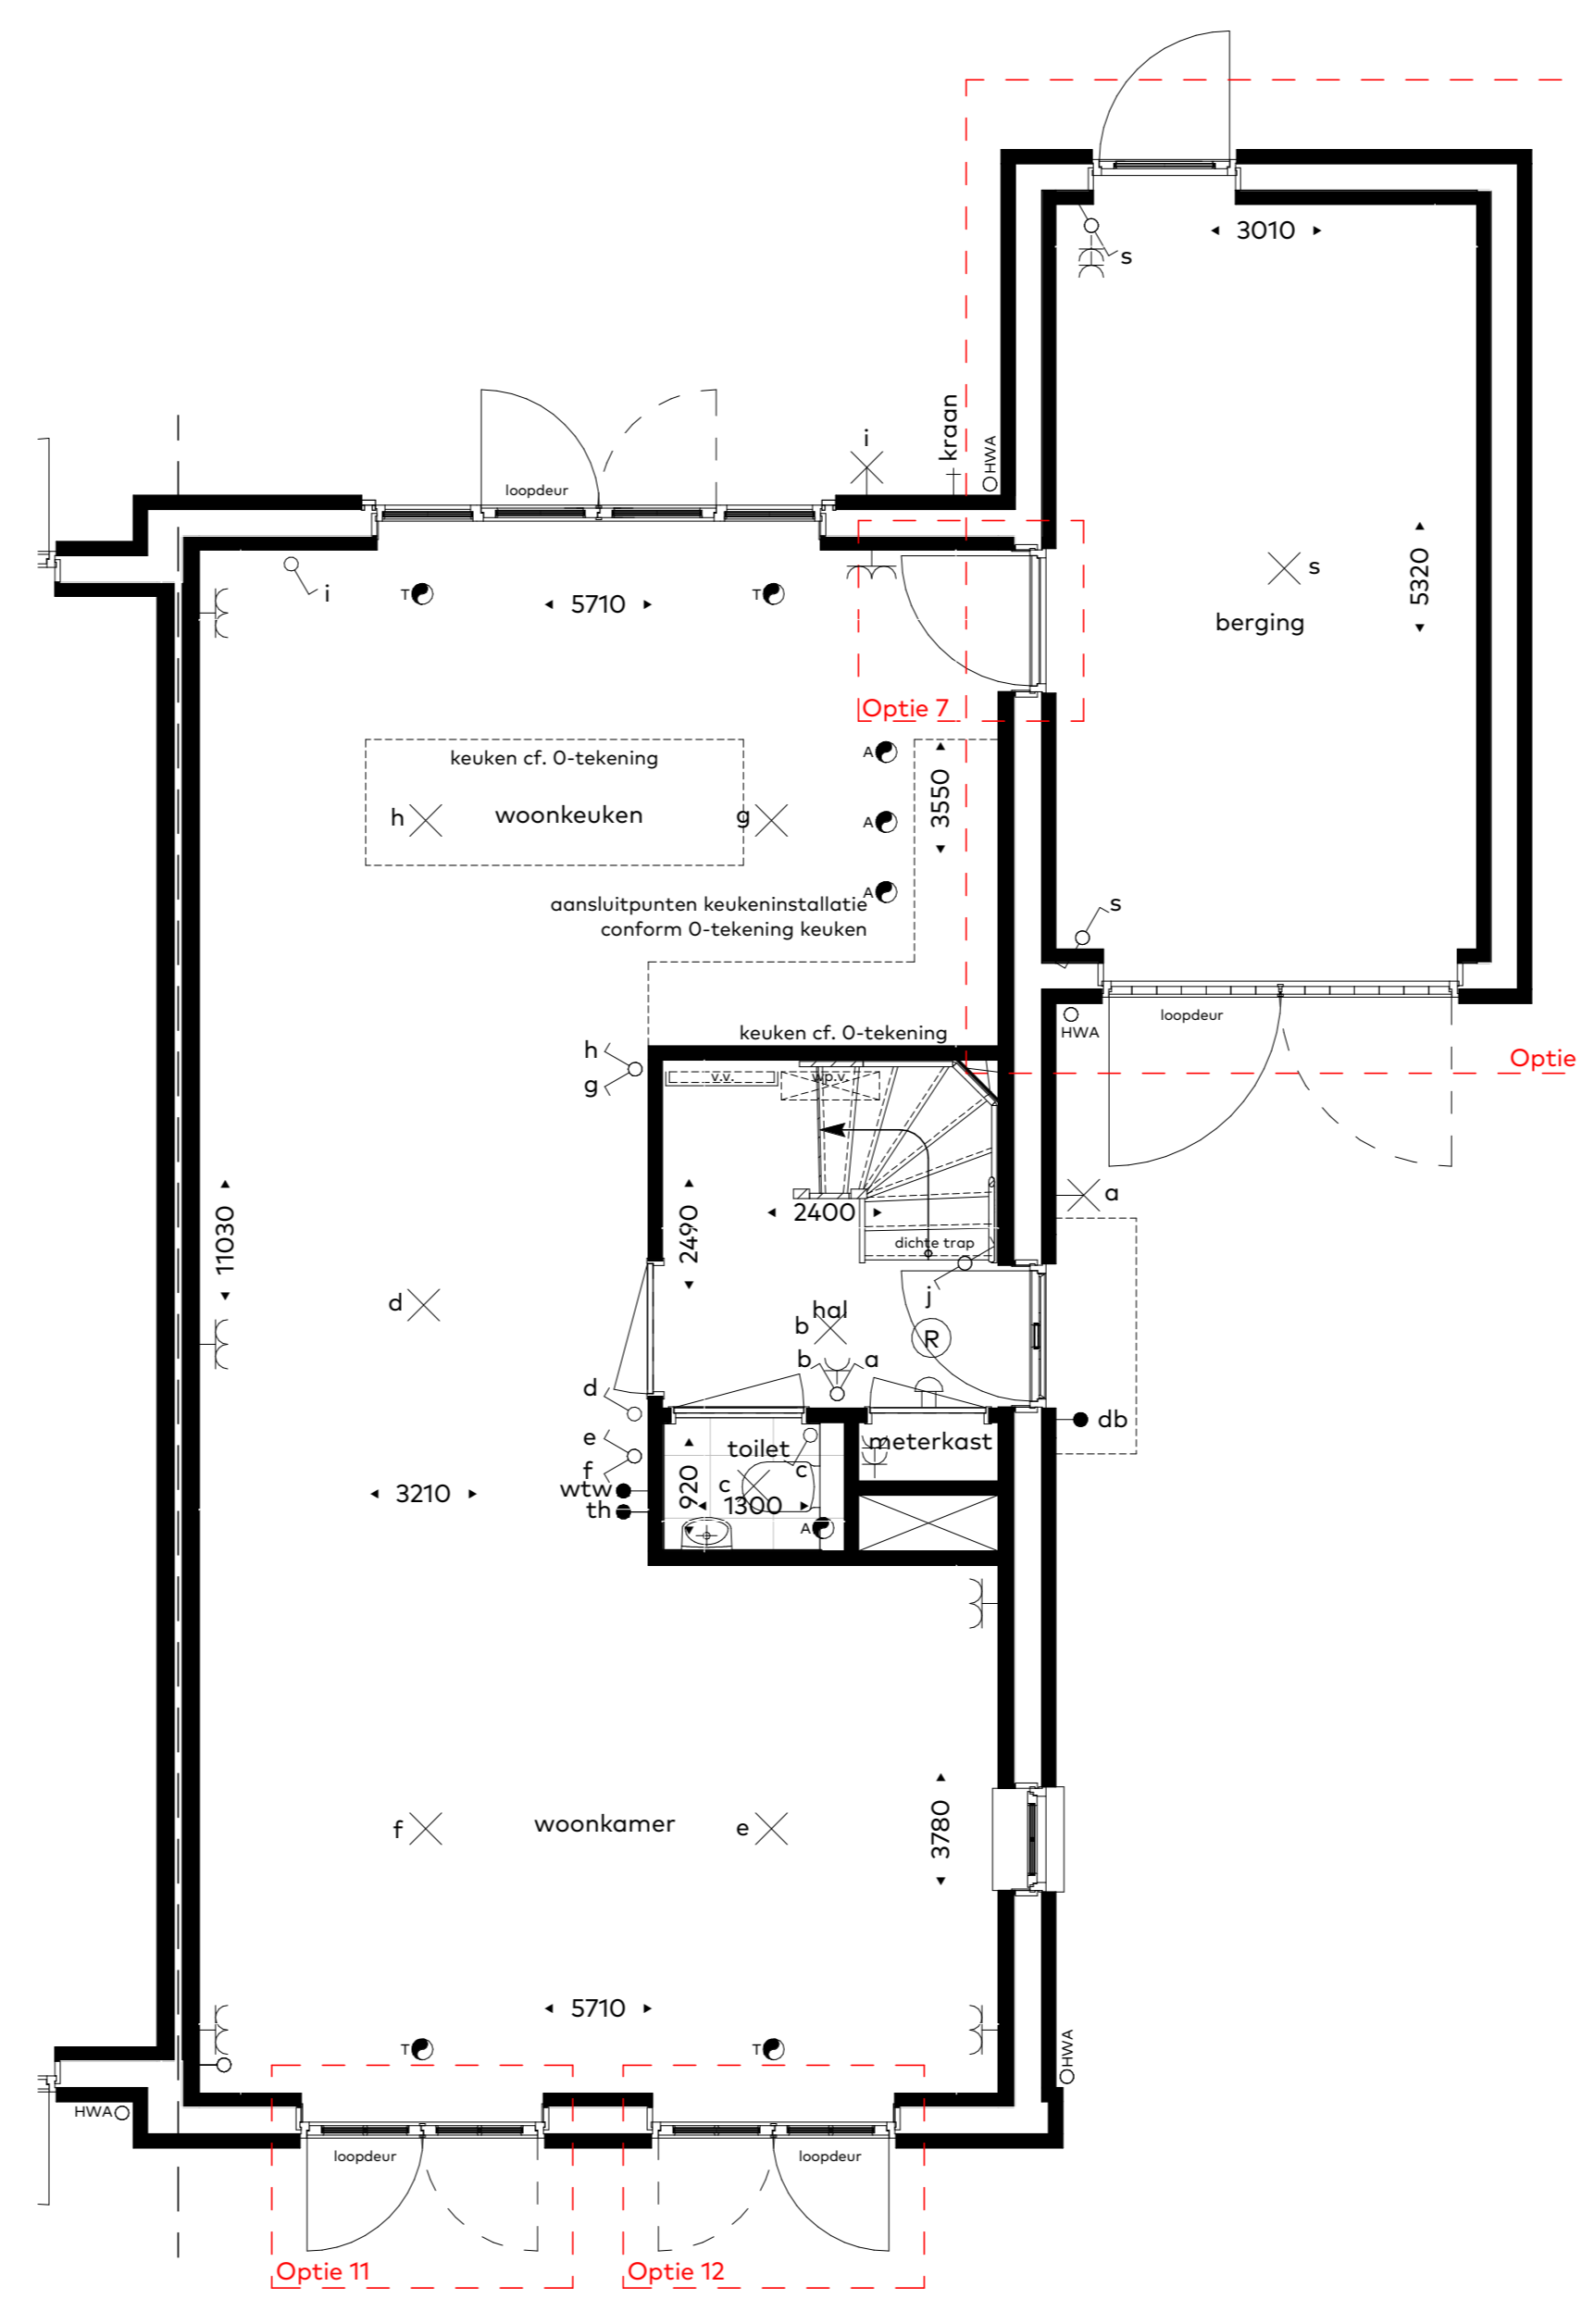 3010
s
kraan
i
HWA
loopdeur
i
T
5710
T
s
5320
berging
Optie 7
keuken cf. 0-tekening
A
3550
h
woonkeuken
g
A
A
aansluitpunten keukeninstallatie
conform 0-tekening keuken
s
loopdeur
HWA
keuken cf. 0-tekening
Optie
h
g
v.v.
wp.v.
a
2490
2400
11030
dichte trap
j
d
hal
b
R
b
a
d
db
e
toilet
meterkast
f
c
wtw
c
920
3210
1300
th
A
f
woonkamer
e
3780
5710
T
T
HWA
HWA
loopdeur
loopdeur
Optie 11
Optie 12